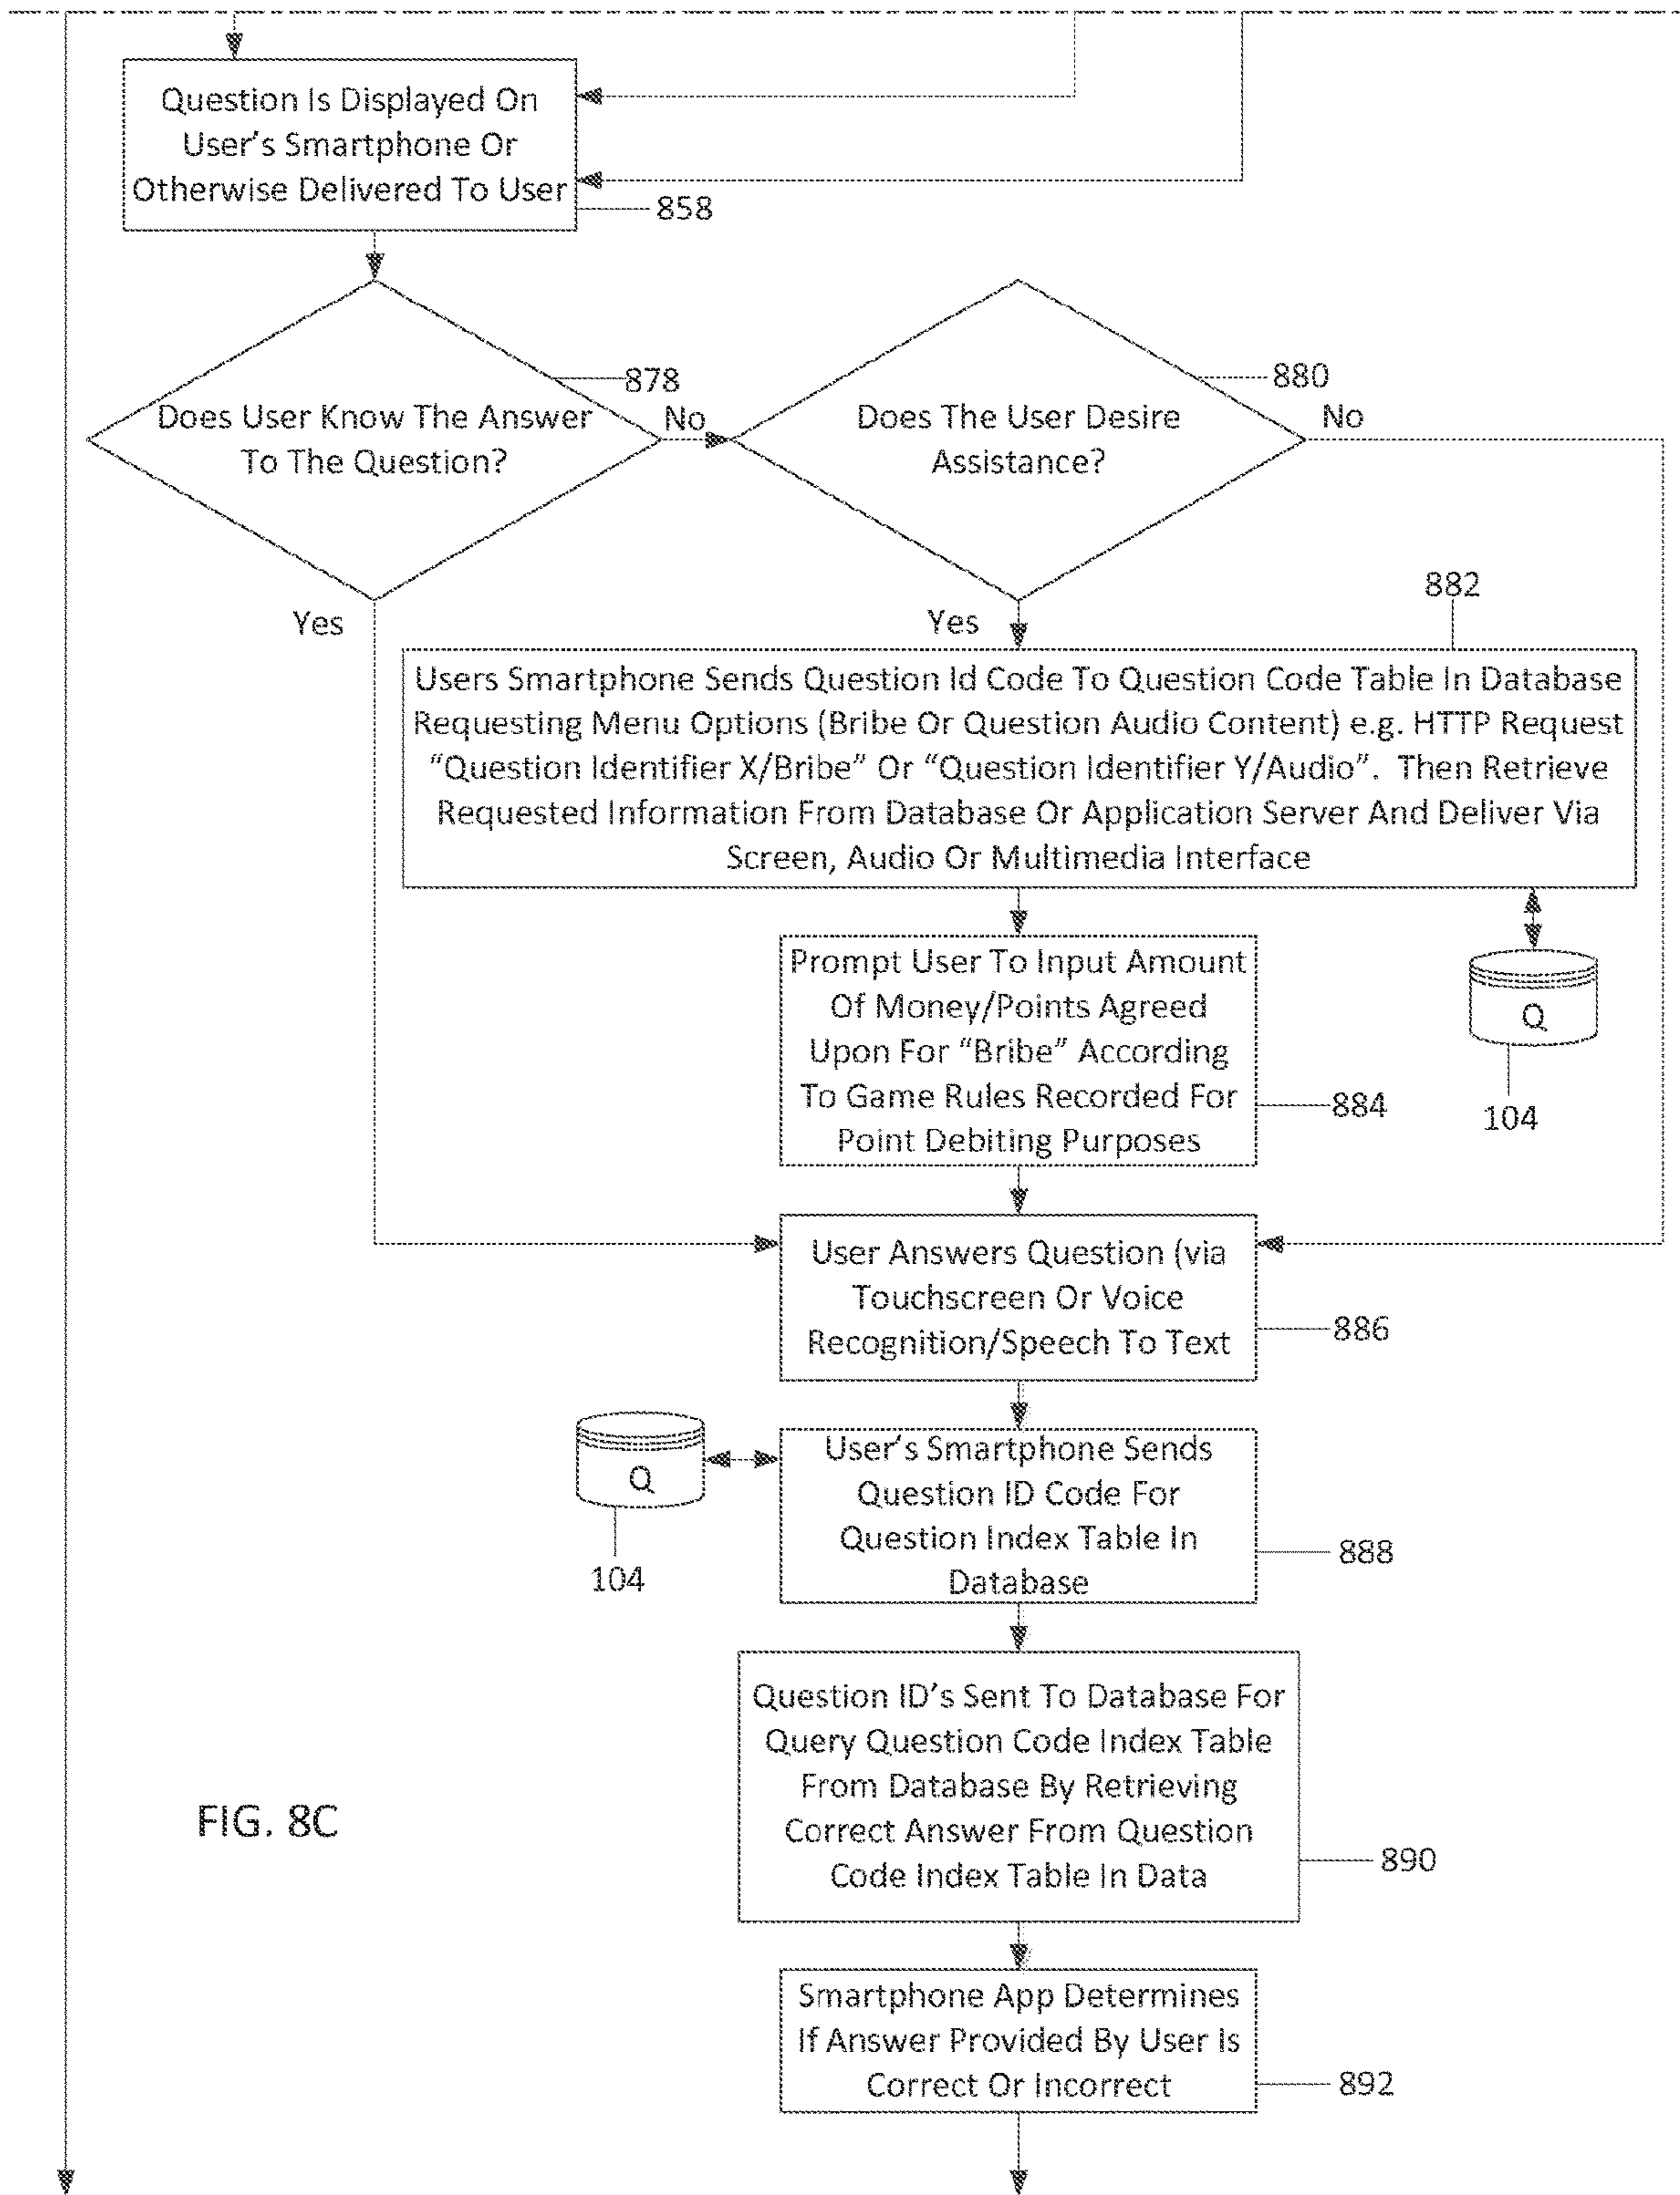 Question Is Displayed On
User's Smartphone Or
Otherwise Delivered To User
858
878
880
Does User Know The Answer
To The Question?
No
Does The User Desire
Assistance?
No
Yes
Yes
882
Users Smartphone Sends Question Id Code To Question Code Table In Database
Requesting Menu Options (Bribe Or Question Audio Content) e.g. HTTP Request
“Question Identifier X/Bribe” Or “Question Identifier Y/Audio”. Then Retrieve
Requested Information From Database Or Application Server And Deliver Via
Screen, Audio Or Multimedia Interface
Prompt User To Input Amount
Of Money/Points Agreed
Upon For “Bribe” According
To Game Rules Recorded For
Point Debiting Purposes
884
Q
104
User Answers Question (via
Touchscreen Or Voice
Recognition/Speech To Text
886
Q
104
User's Smartphone Sends
Question ID Code For
Question Index Table In
Database
888
Question ID's Sent To Database For
Query Question Code Index Table
From Database By Retrieving
Correct Answer From Question
Code Index Table In Data
890
FIG. 8C
Smartphone App Determines
If Answer Provided By User Is
Correct Or Incorrect
892